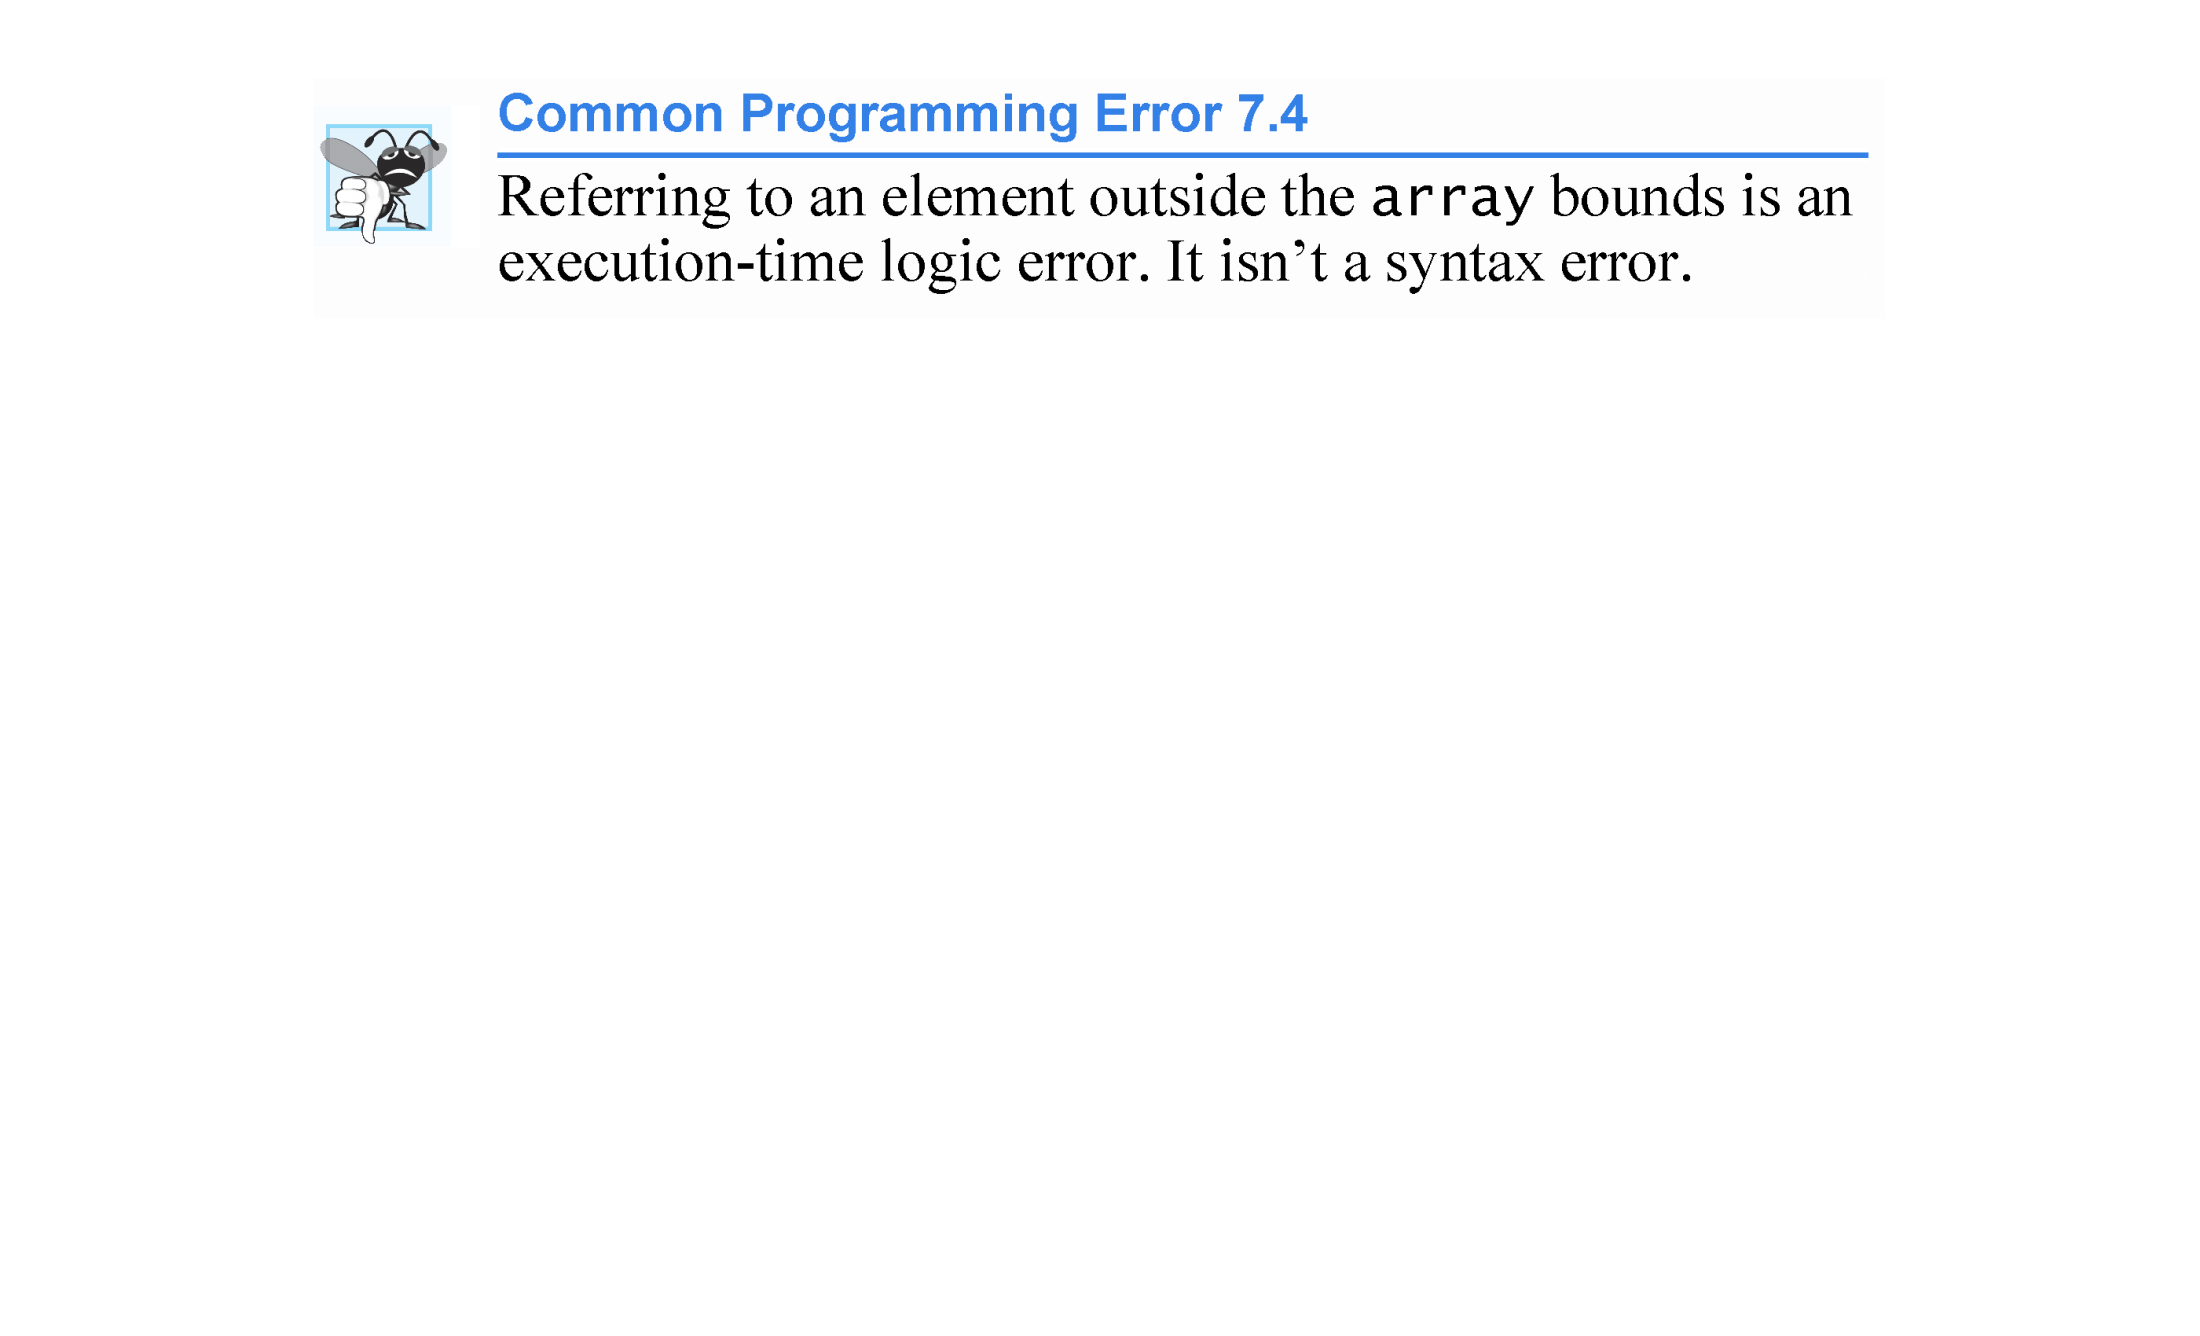 Common Programming Error 7.4
Referring to an element outside the array bounds is an
execution-time logic error. It isn’t a syntax error.